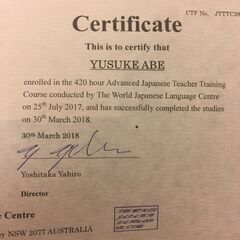 CTF No. JTTTC28
Certificate
This is to certify that
YUSUKE ABE
enrolled in the 420 hour Advanced Japanese Teacher Training
Course conducted by The World Japanese Language Centre
on 25th July 2017, and has successfully completed the studies
on 30th March 2018.
30th March 2018
Yoshitaka Yahiro
Director
e Centre
y NSW 2077 AUSTRALIA